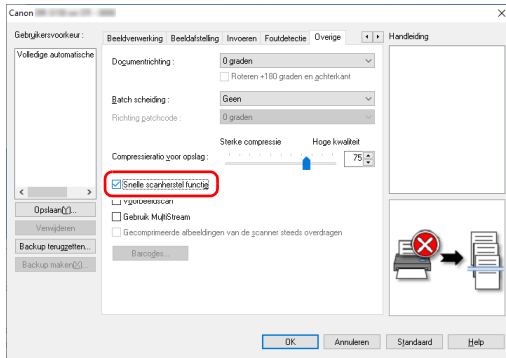 Canon
Gebruikersvoorkeur :
Volledige automatische
Opslaan(Y)...
Verwijderen
Backup terugzetten...
Backup maken(X)...
Beeldverwerking Beeldafstelling Invoeren Foutdetectie Overige
Documentrichting : 0 graden
Roteren +180 graden en achterkant
Batch scheiding : Geen
Richting patchcode : 0 graden
Sterke compressie Hoge kwaliteit
Compressieratio voor opslag : 75
Snelle scanherstel functie
Voorbeeldscan
Gebruik MultiStream
Gecomprimeerde afbeeldingen van de scanner steeds overdragen
Barcodes...
Handleiding
OK Annuleren Standaard Help